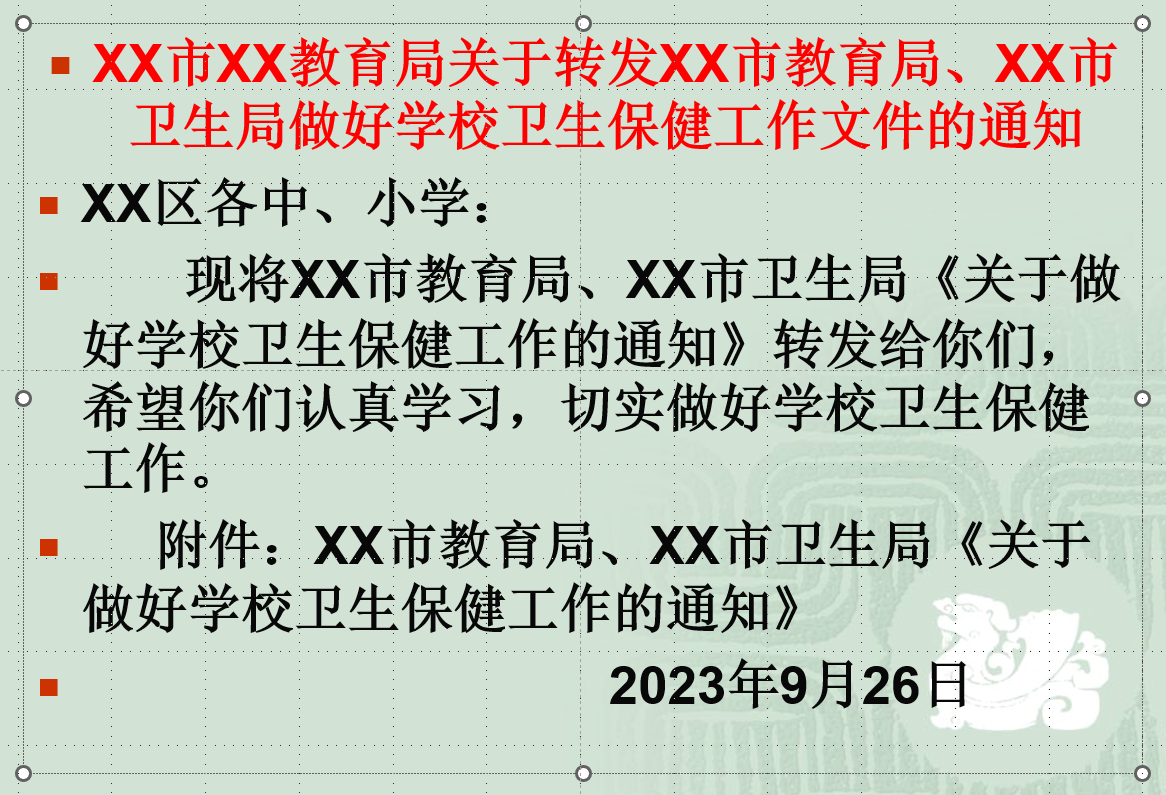 XX市XX教育局关于转发XX市教育局、XX市
卫生局做好学校卫生保健工作文件的通知
XX区各中、小学：
现将XX市教育局、XX市卫生局《关于做
好学校卫生保健工作的通知》转发给你们，
希望你们认真学习，切实做好学校卫生保健
工作。
附件：XX市教育局、XX市卫生局《关于
做好学校卫生保健工作的通知》
2023年9月26日